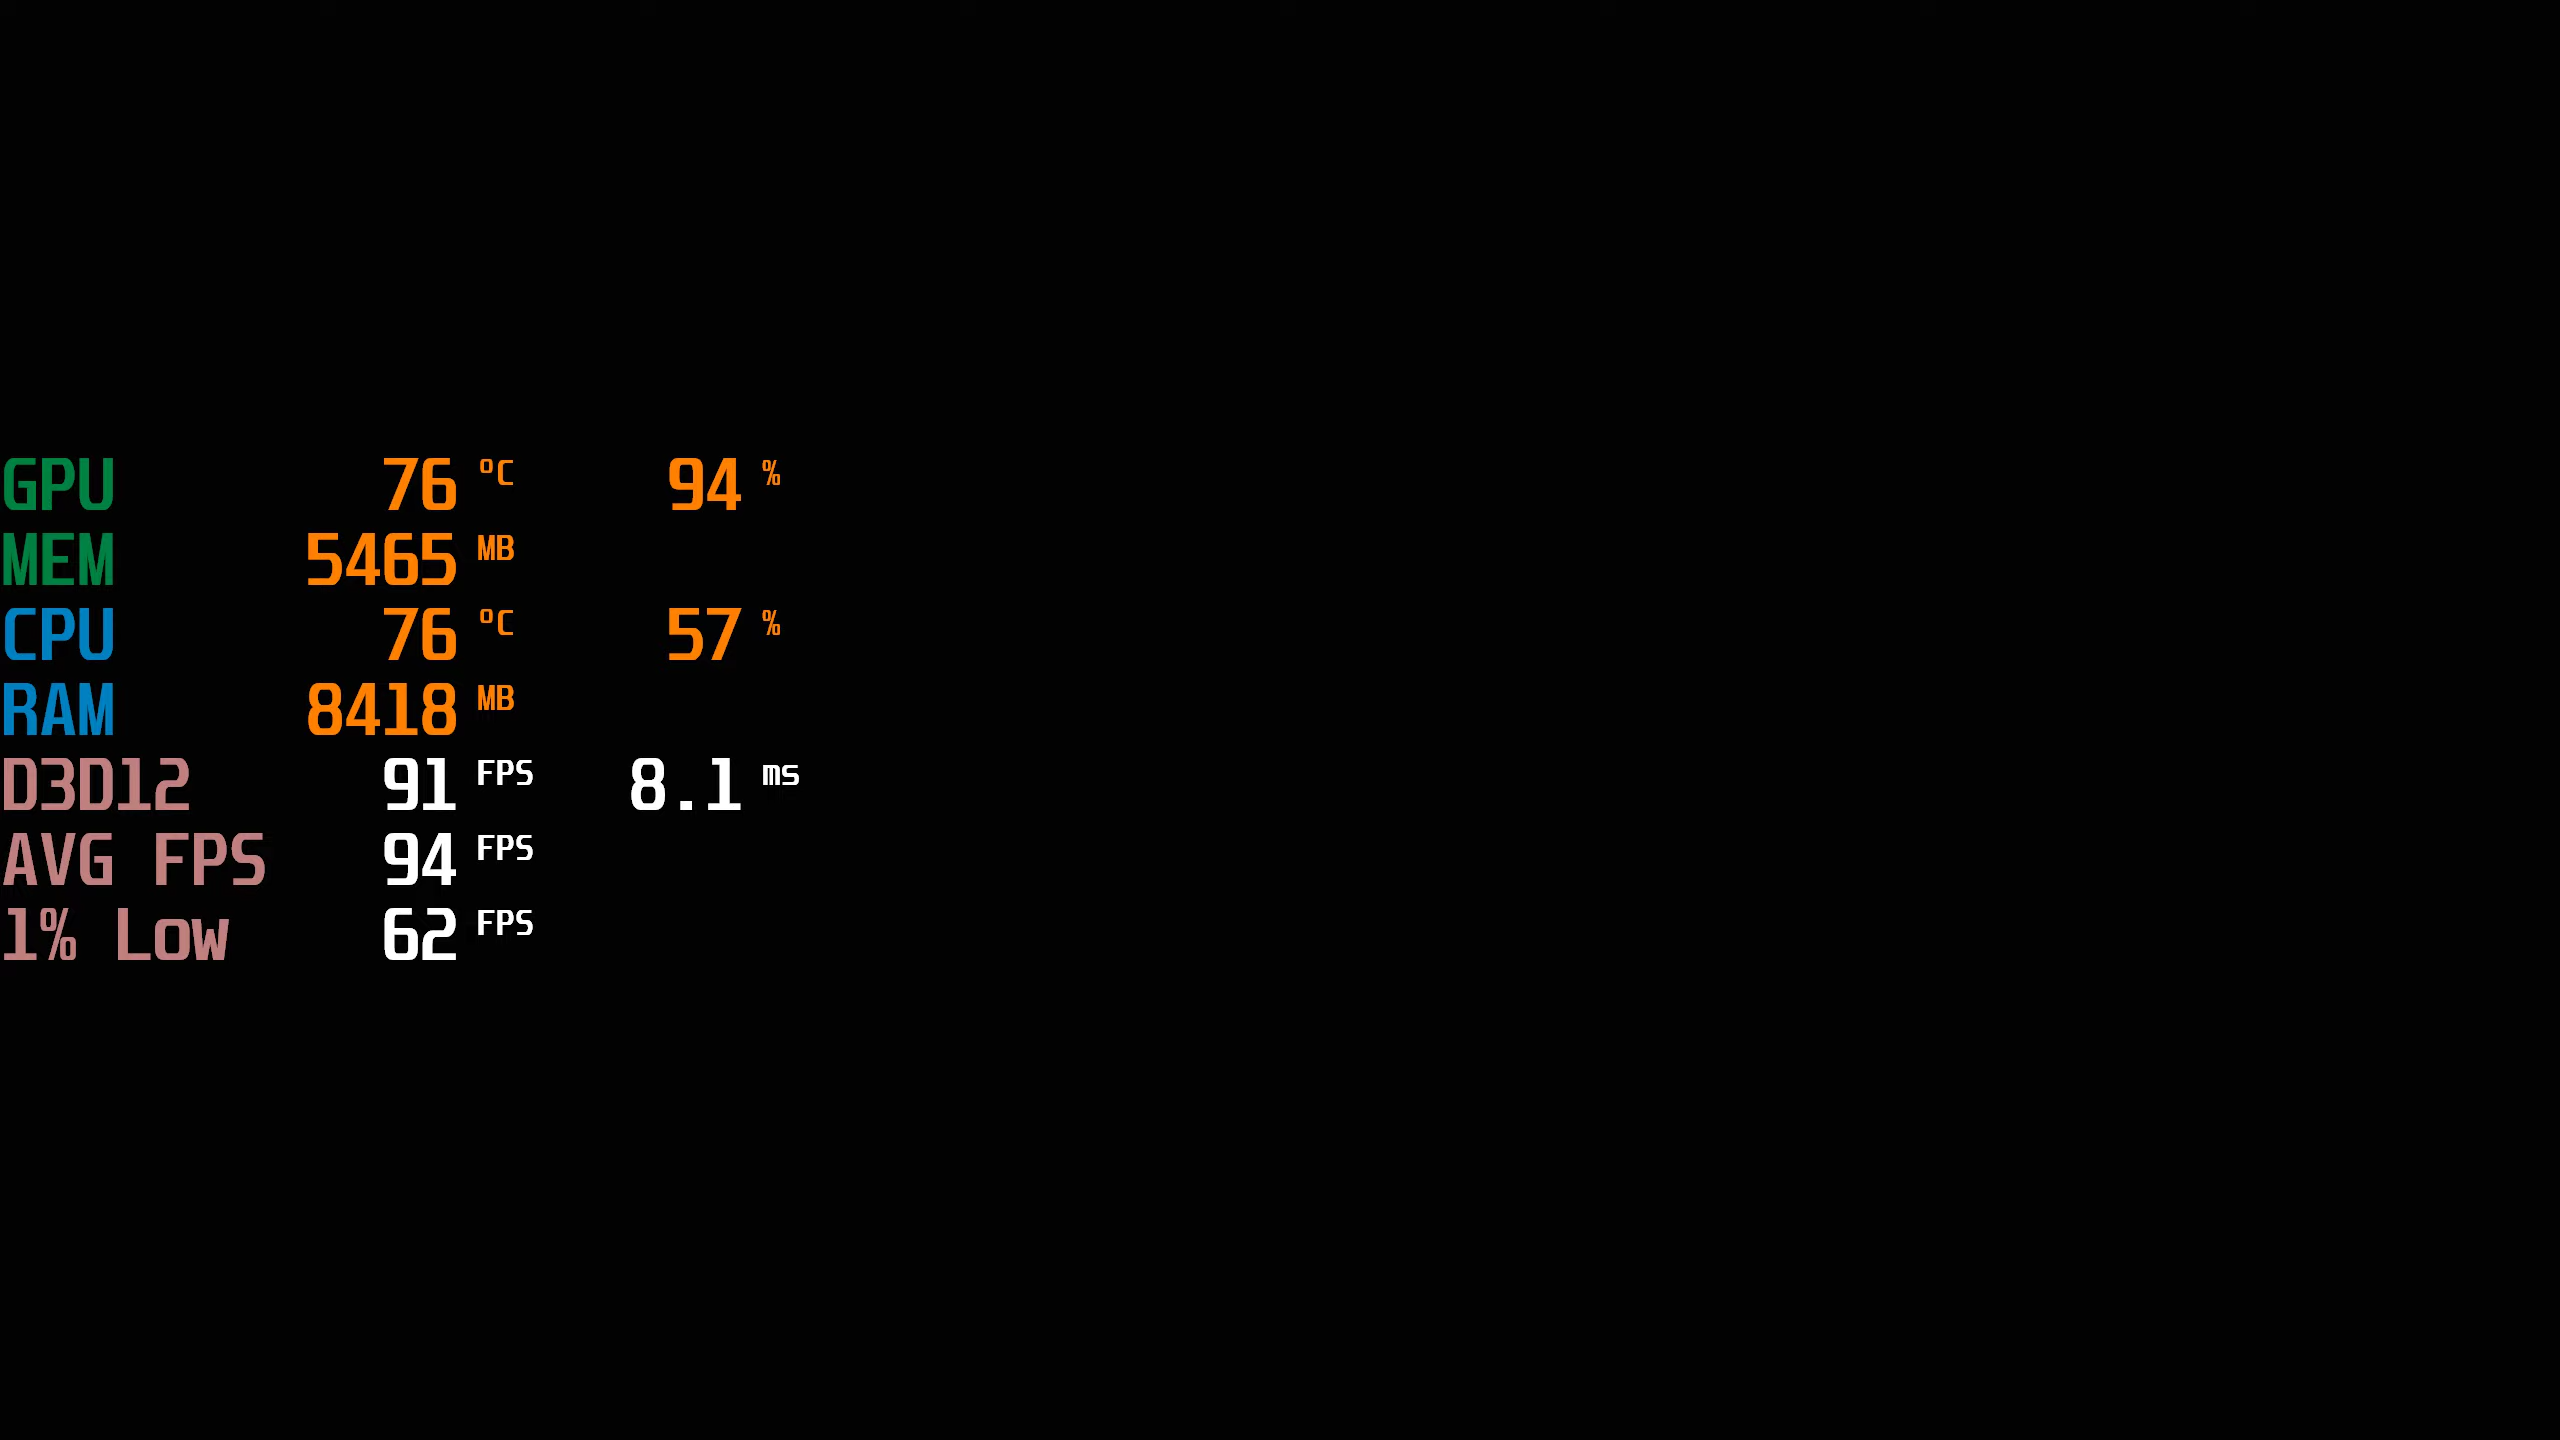 GPU 76 °C 94 %
MEM 5465 MB
CPU 76 °C 57 %
RAM 8418 MB
D3D12 91 FPS 8.1 ms
AVG FPS 94 FPS
1% Low 62 FPS